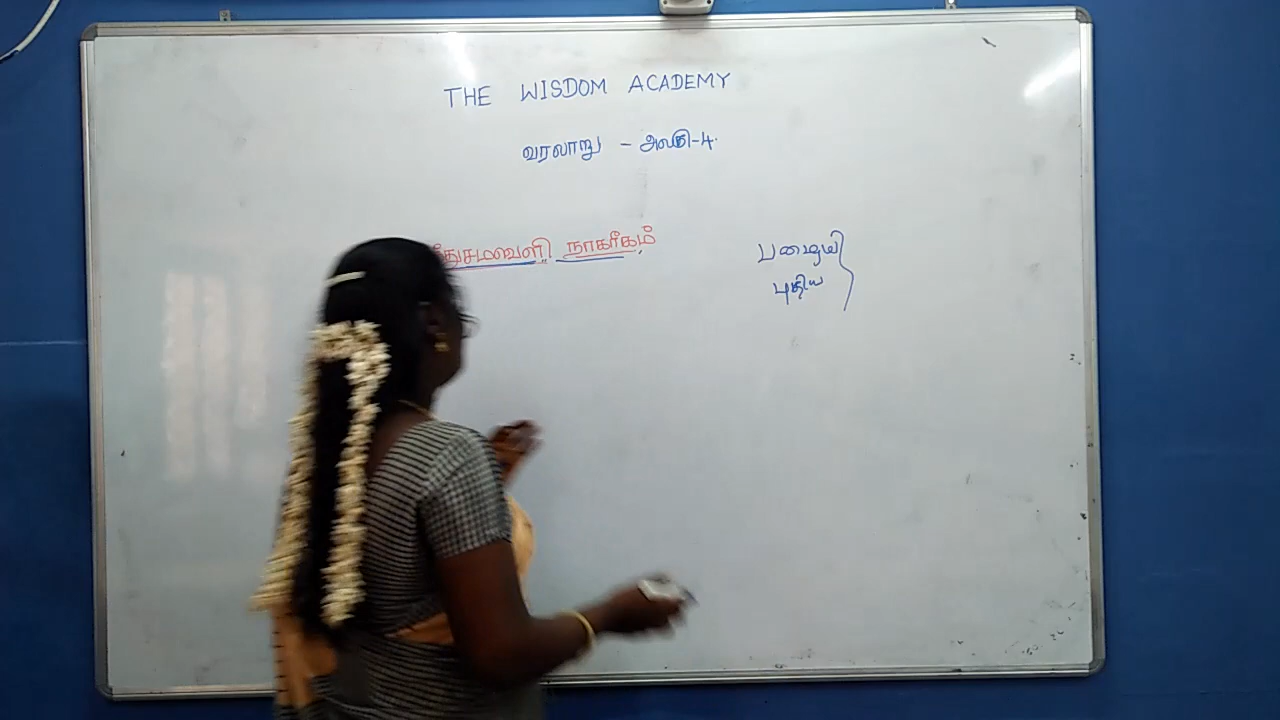 THE WISDOM ACADEMY
வரலாறு - அலகு-4.
நாகரீகம்
பழைய
புதிய